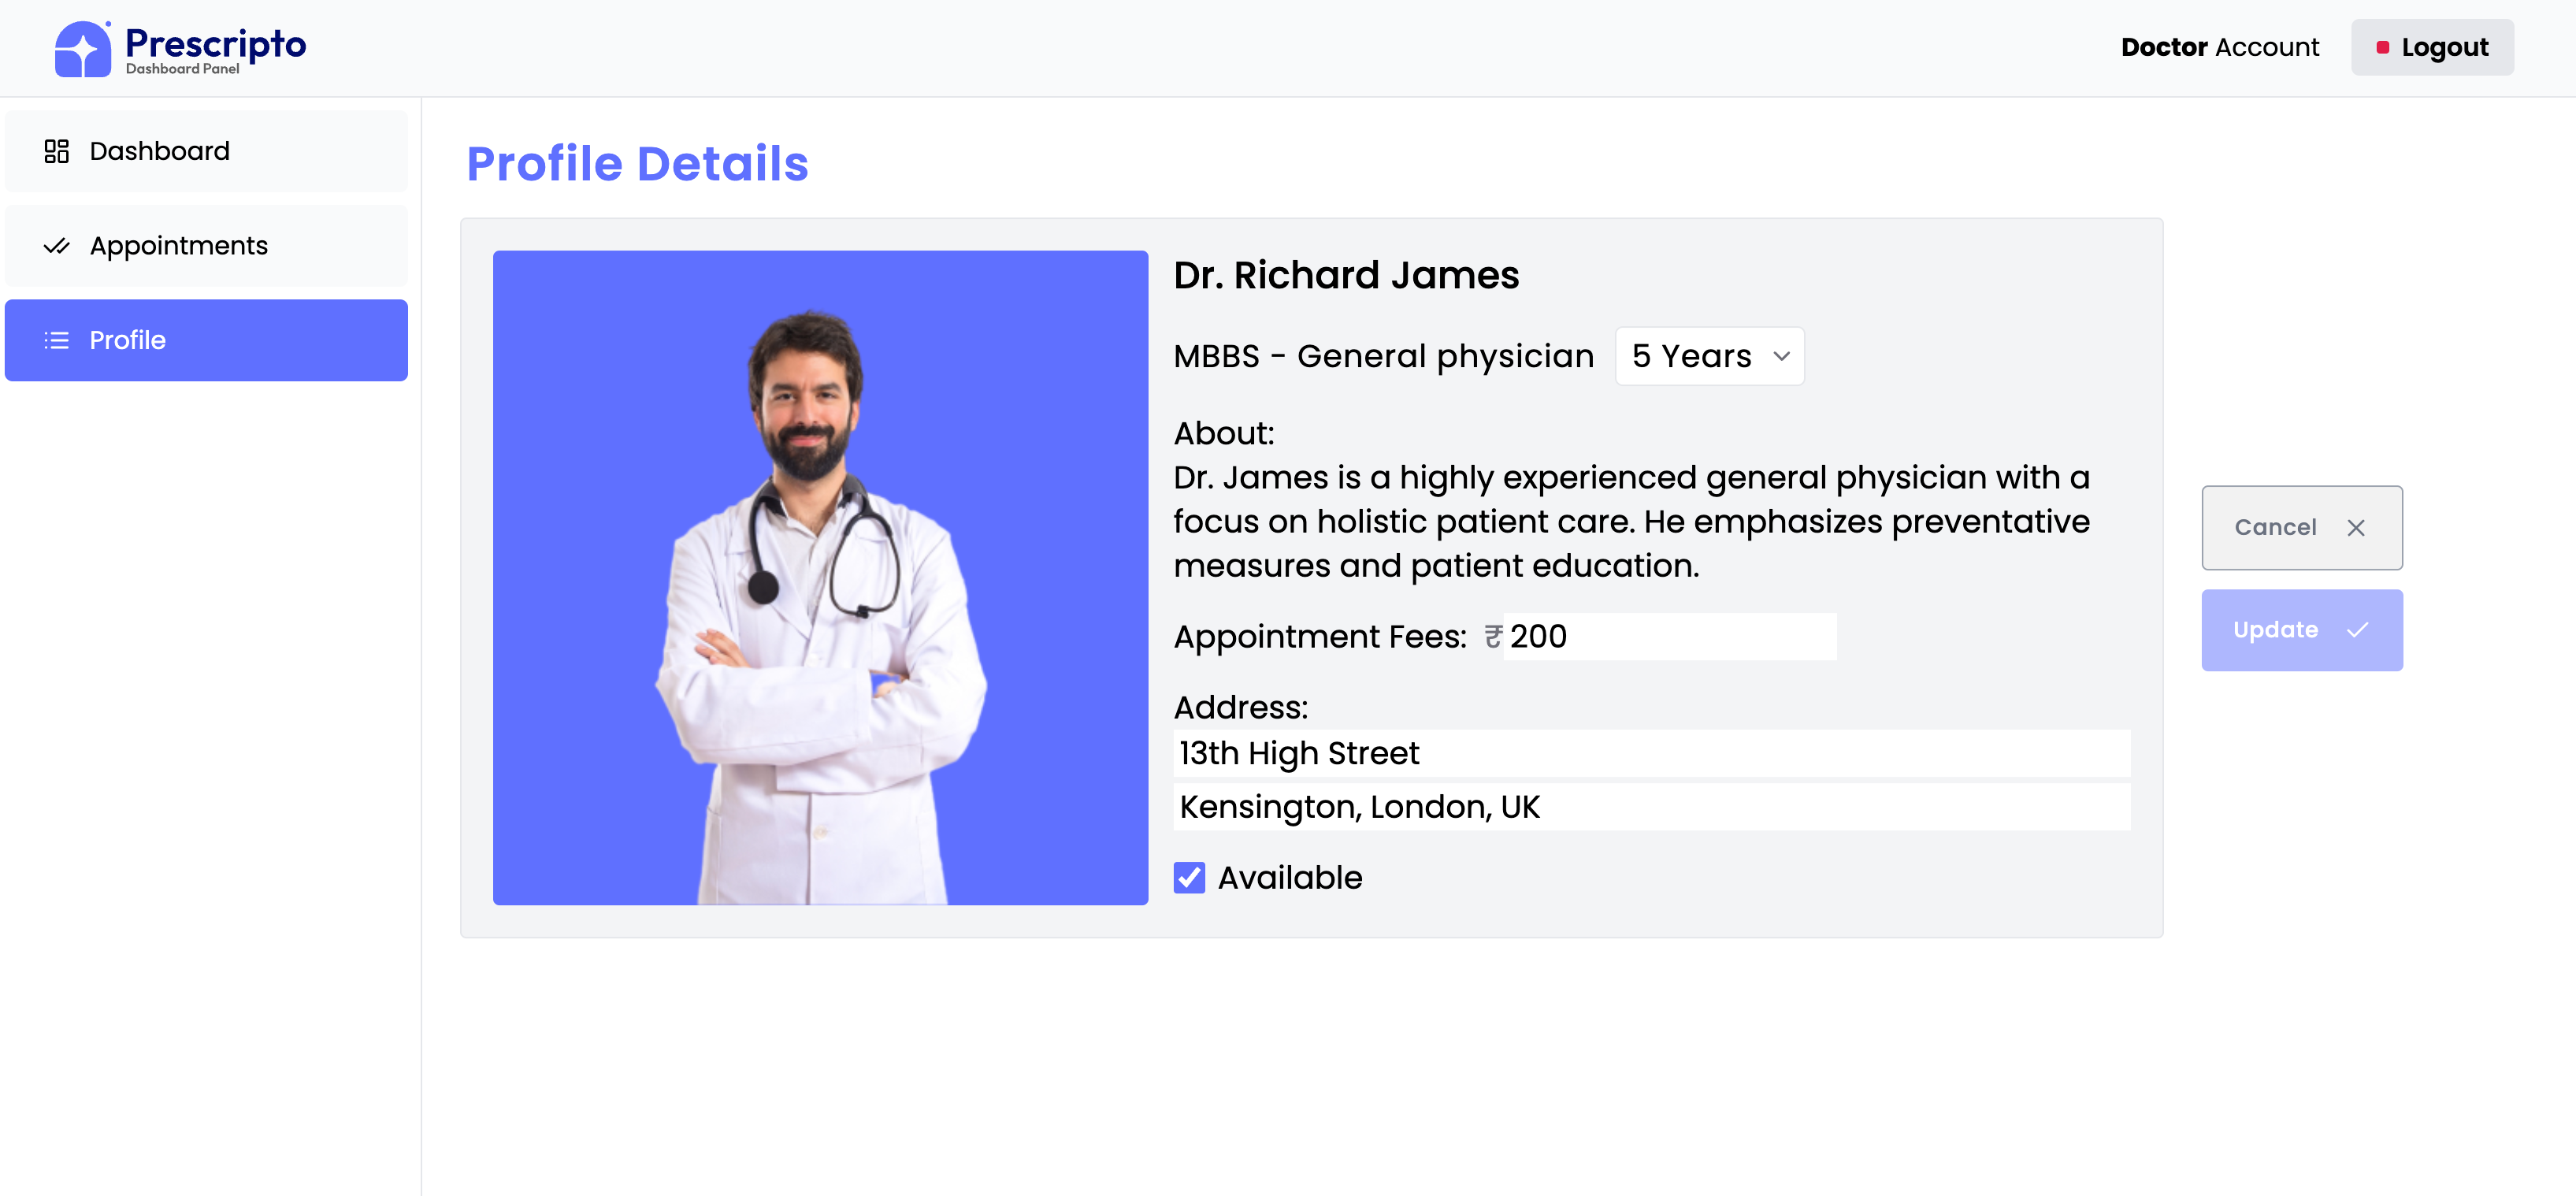 Prescripto
Dashboard Panel
Doctor Account
Logout
Dashboard
Appointments
Profile
Profile Details
Dr. Richard James
MBBS - General physician
5 Years
About:
Dr. James is a highly experienced general physician with a
focus on holistic patient care. He emphasizes preventative
measures and patient education.
Appointment Fees: ₹ 200
Address:
13th High Street
Kensington, London, UK
Available
Cancel
Update